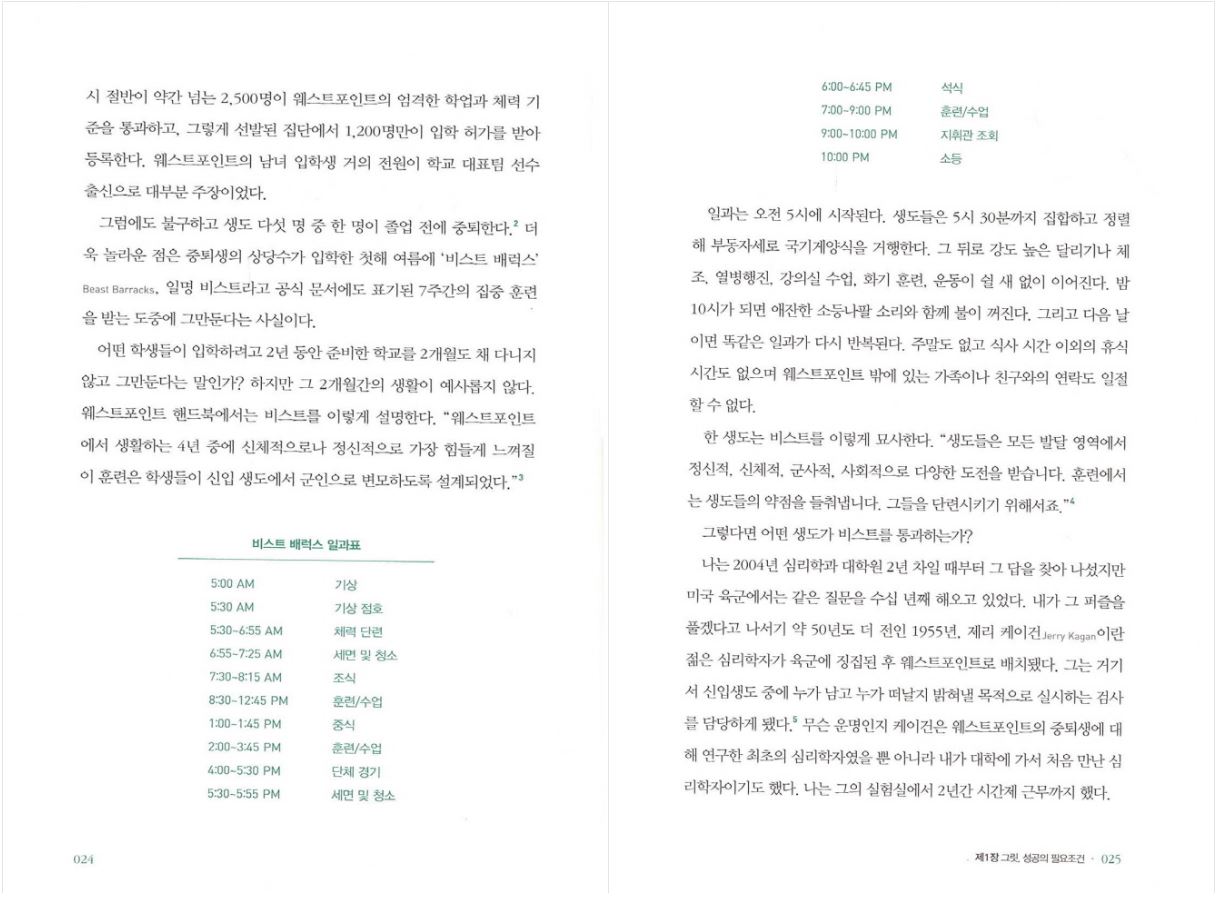 시 절반이 약간 넘는 2,500명이 웨스트포인트의 엄격한 학업과 체력 기
준을 통과하고, 그렇게 선발된 집단에서 1,200명만이 입학 허가를 받아
등록한다. 웨스트포인트의 남녀 입학생 거의 전원이 학교 대표팀 선수
출신으로 대부분 주장이었다.
그럼에도 불구하고 생도 다섯 명 중 한 명이 졸업 전에 중퇴한다.² 더
욱 놀라운 점은 중퇴생의 상당수가 입학한 첫해 여름에 ‘비스트 배럭스’
Beast Barracks, 일명 비스트라고 공식 문서에도 표기된 7주간의 집중 훈련
을 받는 도중에 그만둔다는 사실이다.
어떤 학생들이 입학하려고 2년 동안 준비한 학교를 2개월도 채 다니지
않고 그만둔다는 말인가? 하지만 그 2개월간의 생활이 예사롭지 않다.
웨스트포인트 핸드북에서는 비스트를 이렇게 설명한다. “웨스트포인트
에서 생활하는 4년 중에 신체적으로나 정신적으로 가장 힘들게 느껴질
이 훈련은 학생들이 신입 생도에서 군인으로 변모하도록 설계되었다.”³
비스트 배럭스 일과표
5:00 AM 기상
5:30 AM 기상 점호
5:30~6:55 AM 체력 단련
6:55~7:25 AM 세면 및 청소
7:30~8:15 AM 조식
8:30~12:45 PM 훈련/수업
1:00~1:45 PM 중식
2:00~3:45 PM 훈련/수업
4:00~5:30 PM 단체 경기
5:30~5:55 PM 세면 및 청소
024
6:00~6:45 PM 석식
7:00~9:00 PM 훈련/수업
9:00~10:00 PM 지휘관 조회
10:00 PM 소등
일과는 오전 5시에 시작된다. 생도들은 5시 30분까지 집합하고 정렬
해 부동자세로 국기게양식을 거행한다. 그 뒤로 강도 높은 달리기나 체
조, 열병행진, 강의실 수업, 화기 훈련, 운동이 쉴 새 없이 이어진다. 밤
10시가 되면 애잔한 소등나팔 소리와 함께 불이 꺼진다. 그리고 다음 날
이면 똑같은 일과가 다시 반복된다. 주말도 없고 식사 시간 이외의 휴식
시간도 없으며 웨스트포인트 밖에 있는 가족이나 친구와의 연락도 일절
할 수 없다.
한 생도는 비스트를 이렇게 묘사한다. “생도들은 모든 발달 영역에서
정신적, 신체적, 군사적, 사회적으로 다양한 도전을 받습니다. 훈련에서
는 생도들의 약점을 들춰냅니다. 그들을 단련시키기 위해서죠.”⁴
그렇다면 어떤 생도가 비스트를 통과하는가?
나는 2004년 심리학과 대학원 2년 차일 때부터 그 답을 찾아 나섰지만
미국 육군에서는 같은 질문을 수십 년째 해오고 있었다. 내가 그 퍼즐을
풀겠다고 나서기 약 50년도 더 전인 1955년, 제리 케이건Jerry Kagan이란
젊은 심리학자가 육군에 징집된 후 웨스트포인트로 배치됐다. 그는 거기
서 신입생도 중에 누가 남고 누가 떠날지 밝혀낼 목적으로 실시하는 검사
를 담당하게 됐다.⁵ 무슨 운명인지 케이건은 웨스트포인트의 중퇴생에 대
해 연구한 최초의 심리학자였을 뿐 아니라 내가 대학에 가서 처음 만난 심
리학자이기도 했다. 나는 그의 실험실에서 2년간 시간제 근무까지 했다.
제1장 그릿, 성공의 필요조건 · 025